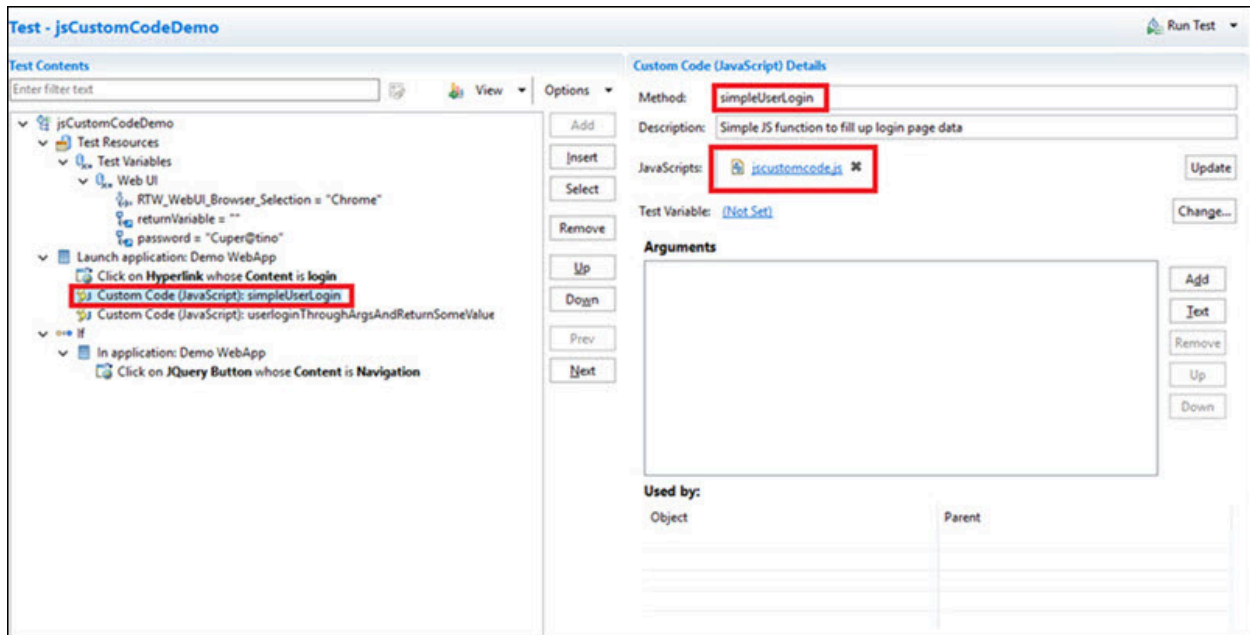 Test - jsCustomCodeDemo
Run Test
Test Contents
Enter filter text
View
Options
jsCustomCodeDemo
Test Resources
Test Variables
Web UI
RTW_WebUI_Browser_Selection = "Chrome"
returnVariable = ""
password = "Cuper@tino"
Launch application: Demo WebApp
Click on Hyperlink whose Content is login
Custom Code (JavaScript): simpleUserLogin
Custom Code (JavaScript): userloginThroughArgsAndReturnSomeValue
If
In application: Demo WebApp
Click on JQuery Button whose Content is Navigation
Add
Insert
Select
Remove
Up
Down
Prev
Next
Custom Code (JavaScript) Details
Method: simpleUserLogin
Description: Simple JS function to fill up login page data
JavaScripts: jscustomcode.js Update
Test Variable: (Not Set) Change...
Arguments
Add
Text
Remove
Up
Down
Used by:
Object Parent